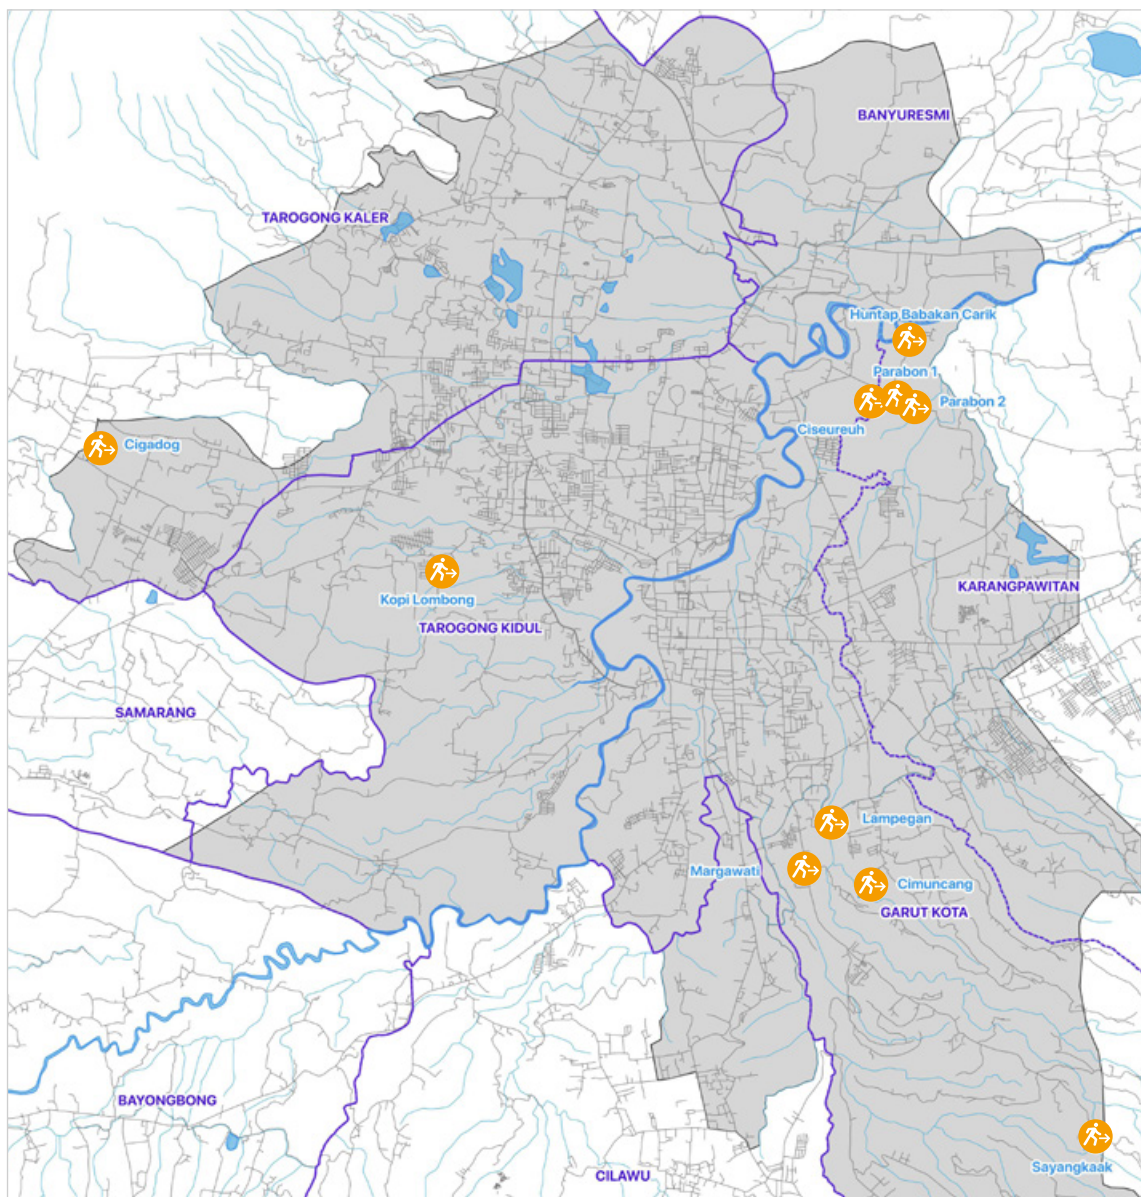 BANYURESMI
TAROGONG KALER
Huntap Babakan Carik
Parabon 1
Parabon 2
Ciseureuh
Cigadog
KARANGPAWITAN
Kopi Lombong
TAROGONG KIDUL
SAMARANG
Lampegan
Margawati
Cimuncang
GARUT KOTA
BAYONGBONG
Sayangkaak
CILAWU